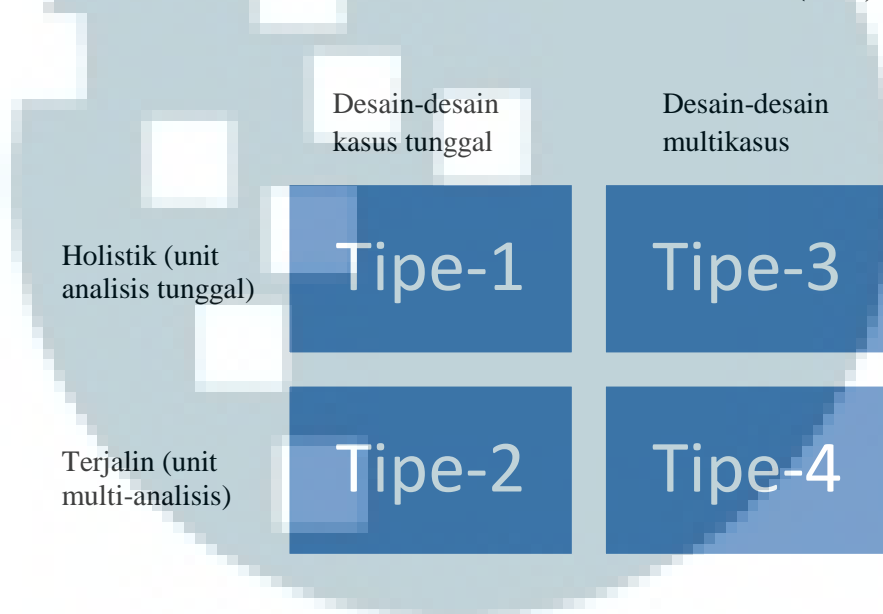 Desain-desain
kasus tunggal
Desain-desain
multikasus
Holistik (unit
analisis tunggal)
Tipe-1
Tipe-3
Terjalin (unit
multi-analisis)
Tipe-2
Tipe-4